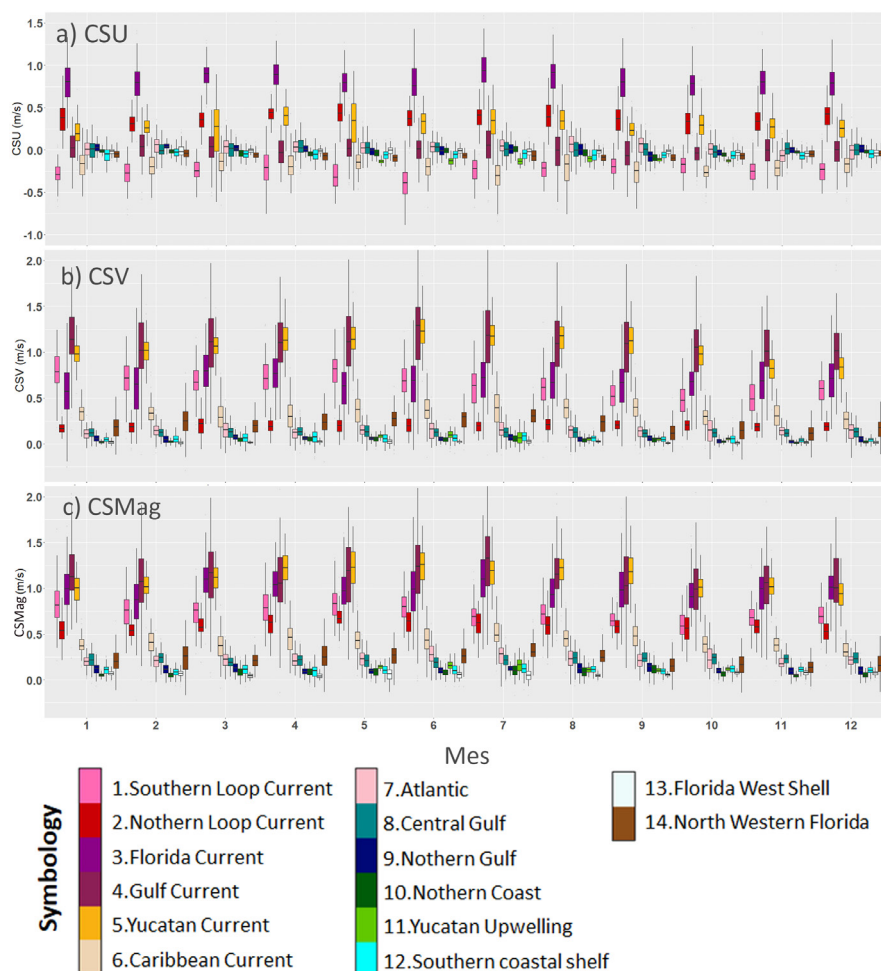 a) CSU
CSU (m/s)
1.5
1.0
0.5
0.0
-0.5
-1.0
b) CSV
CSV (m/s)
2.0
1.5
1.0
0.5
0.0
c) CSMag
CSMag (m/s)
2.0
1.5
1.0
0.5
0.0
1 2 3 4 5 6 7 8 9 10 11 12
Mes
Symbology
1.Southern Loop Current
2.Nothern Loop Current
3.Florida Current
4.Gulf Current
5.Yucatan Current
6.Caribbean Current
7.Atlantic
8.Central Gulf
9.Nothern Gulf
10.Nothern Coast
11.Yucatan Upwelling
12.Southern coastal shelf
13.Florida West Shell
14.North Western Florida